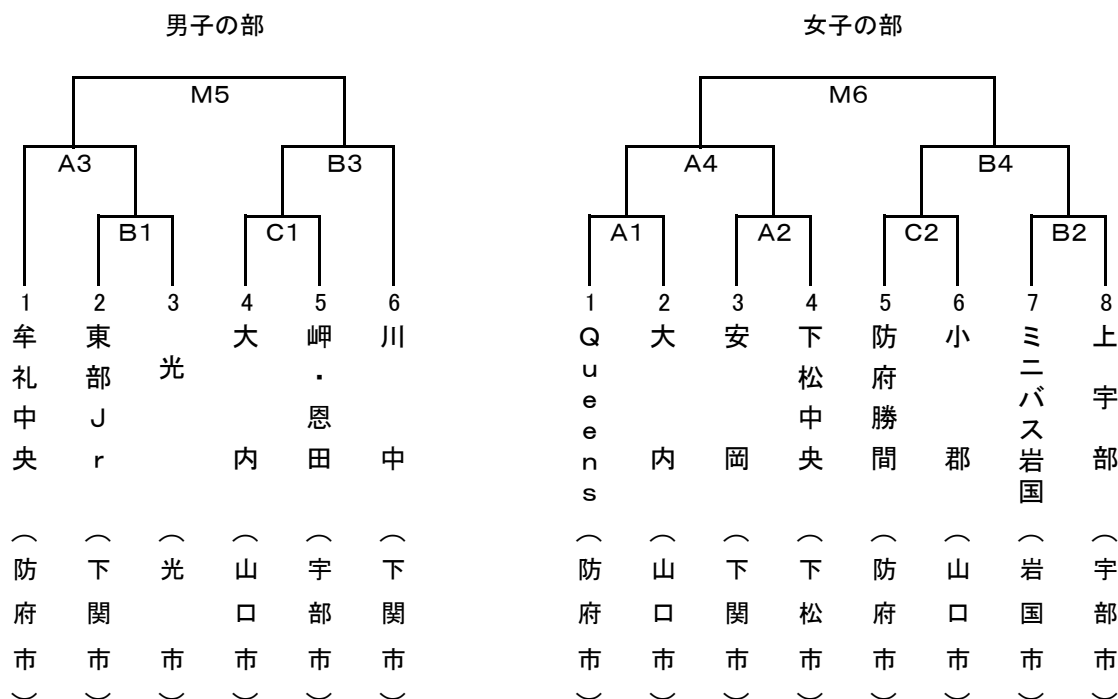 男子の部
M5
A3
B3
B1
C1
1
牟礼中央
（防府市）
2
東部Jr
（下関市）
3
光
（光市）
4
大内
（山口市）
5
岬・恩田
（宇部市）
6
川中
（下関市）
女子の部
M6
A4
B4
A1
A2
C2
B2
1
Queens
（防府市）
2
大内
（山口市）
3
安岡
（下関市）
4
下松中央
（下松市）
5
防府勝間
（防府市）
6
小郡
（山口市）
7
ミニバス岩国
（岩国市）
8
上宇部
（宇部市）